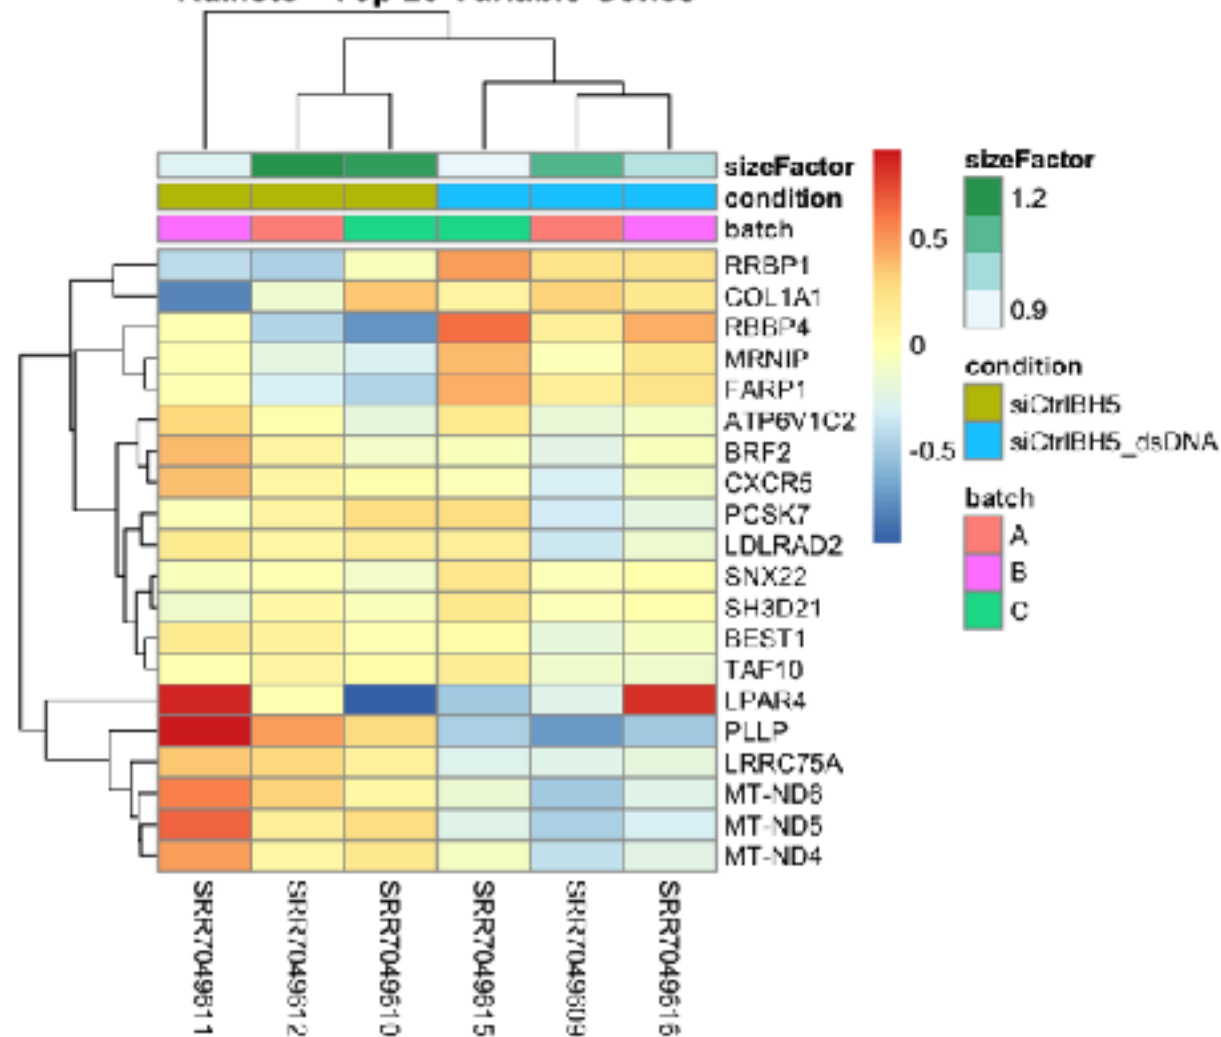 sizeFactor
condition
batch
RRBP1
COL1A1
RBBP4
MRNIP
FARP1
ATP6V1C2
BRF2
CXCR5
PCSK7
LDLRAD2
SNX22
SH3D21
BEST1
TAF10
LPAR4
PLLP
LRRC75A
MT-ND6
MT-ND5
MT-ND4
SRR7049611
SRR7049612
SRR7049610
SRR7049615
SRR7049609
SRR7049616
0.5
0
-0.5
sizeFactor
1.2
0.9
condition
siCtrlBH5
siCtrlBH5_dsDNA
batch
A
B
C